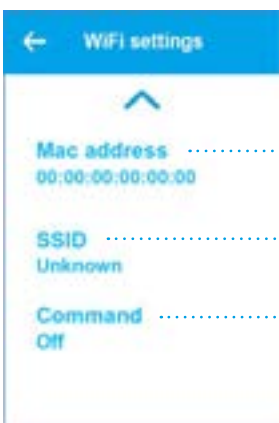 WiFi settings
Mac address
00:00:00:00:00:00
SSID
Unknown
Command
Off